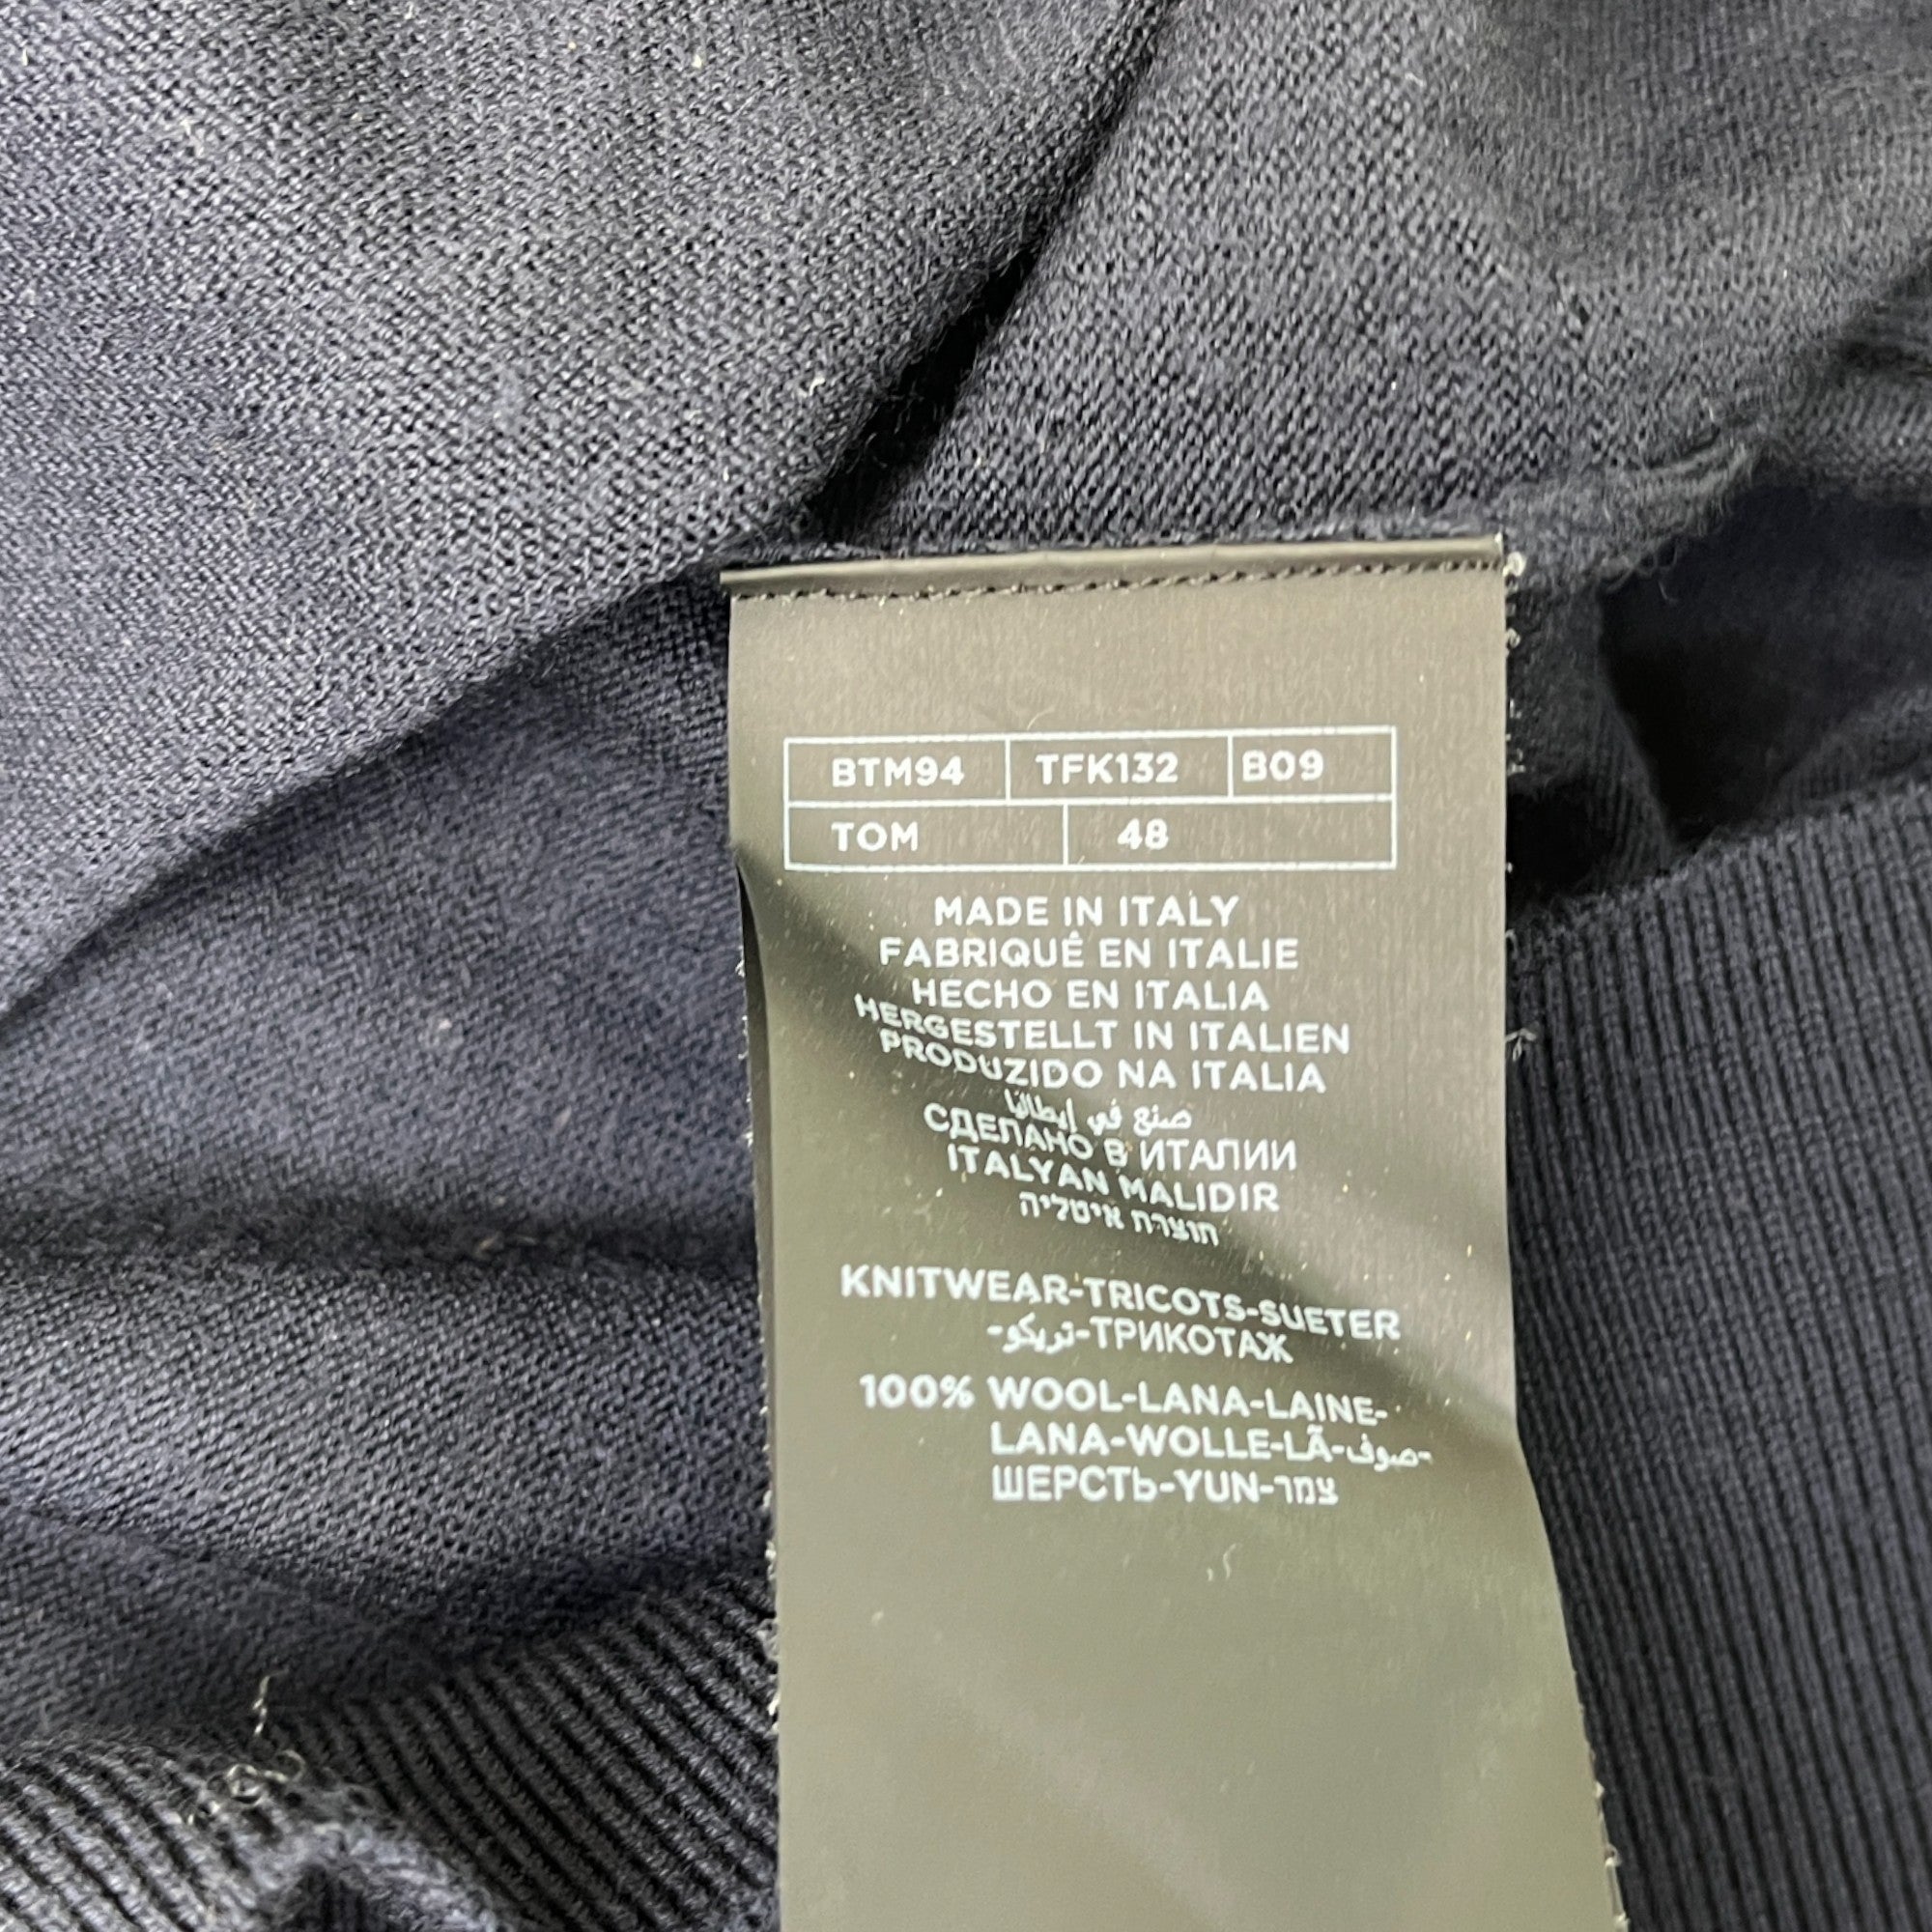 BTM94 TFK132 B09
TOM 48
MADE IN ITALY
FABRIQUÉ EN ITALIE
HECHO EN ITALIA
HERGESTELLT IN ITALIEN
PRODUZIDO NA ITALIA
صنع في إيطاليا
СДЕЛАНО В ИТАЛИИ
ITALYAN MALIDIR
תוצרת איטליה
KNITWEAR-TRICOTS-SUETER
-تريكو-ТРИКОТАЖ
100% WOOL-LANA-LAINE-
LANA-WOLLE-LÃ-صوف-
ШЕРСТЬ-YUN-צמר